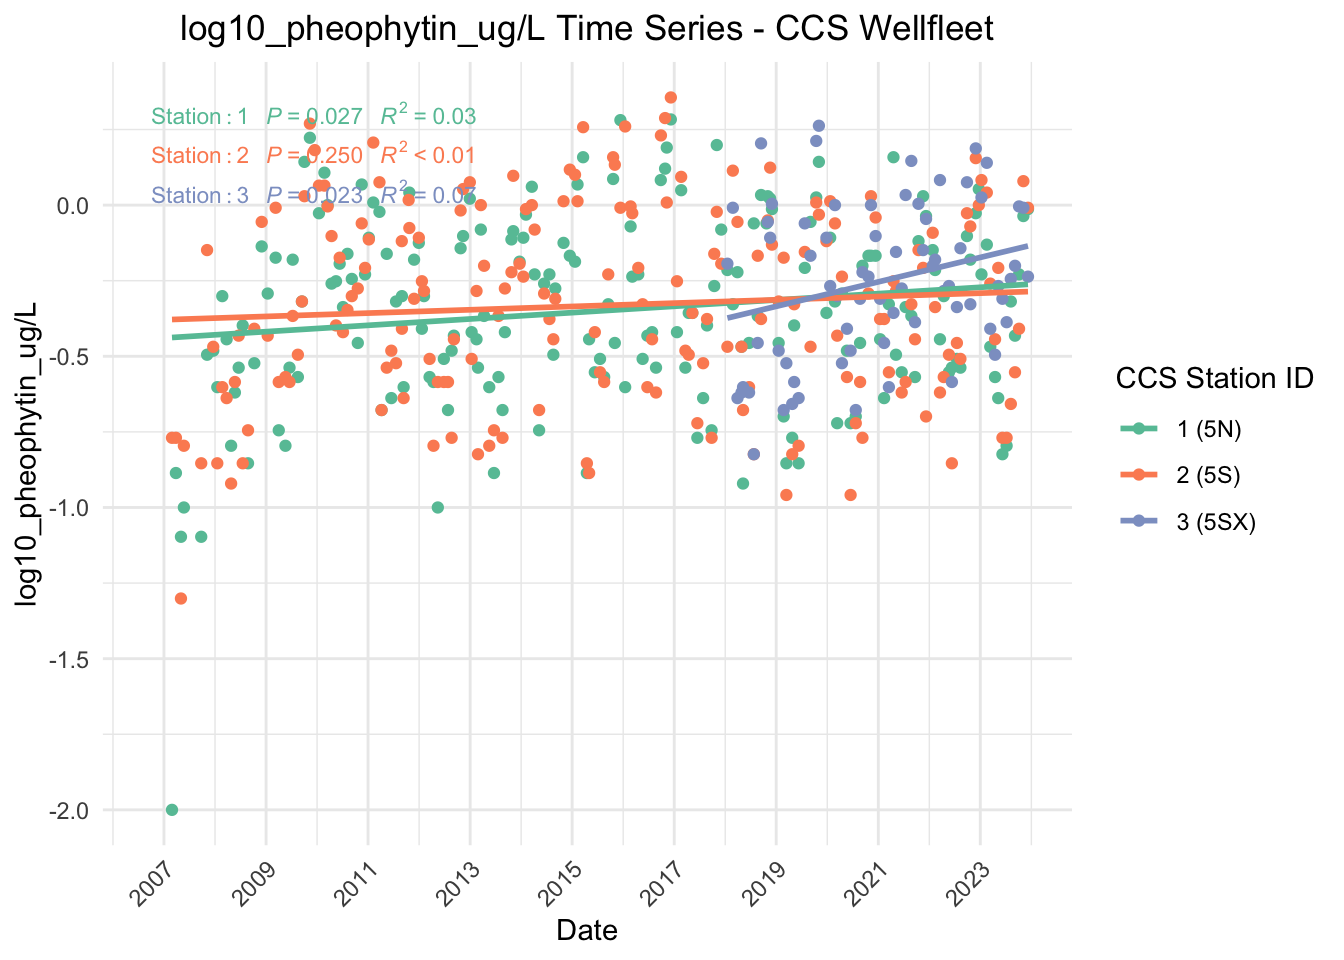 log10_pheophytin_ug/L Time Series - CCS Wellfleet
Station: 1 P = 0.027 R² = 0.03
Station: 2 P = 0.250 R² < 0.01
Station: 3 P = 0.023 R² = 0.07
0.0
-0.5
-1.0
-1.5
-2.0
log10_pheophytin_ug/L
2007 2009 2011 2013 2015 2017 2019 2021 2023
Date
CCS Station ID
1 (5N)
2 (5S)
3 (5SX)